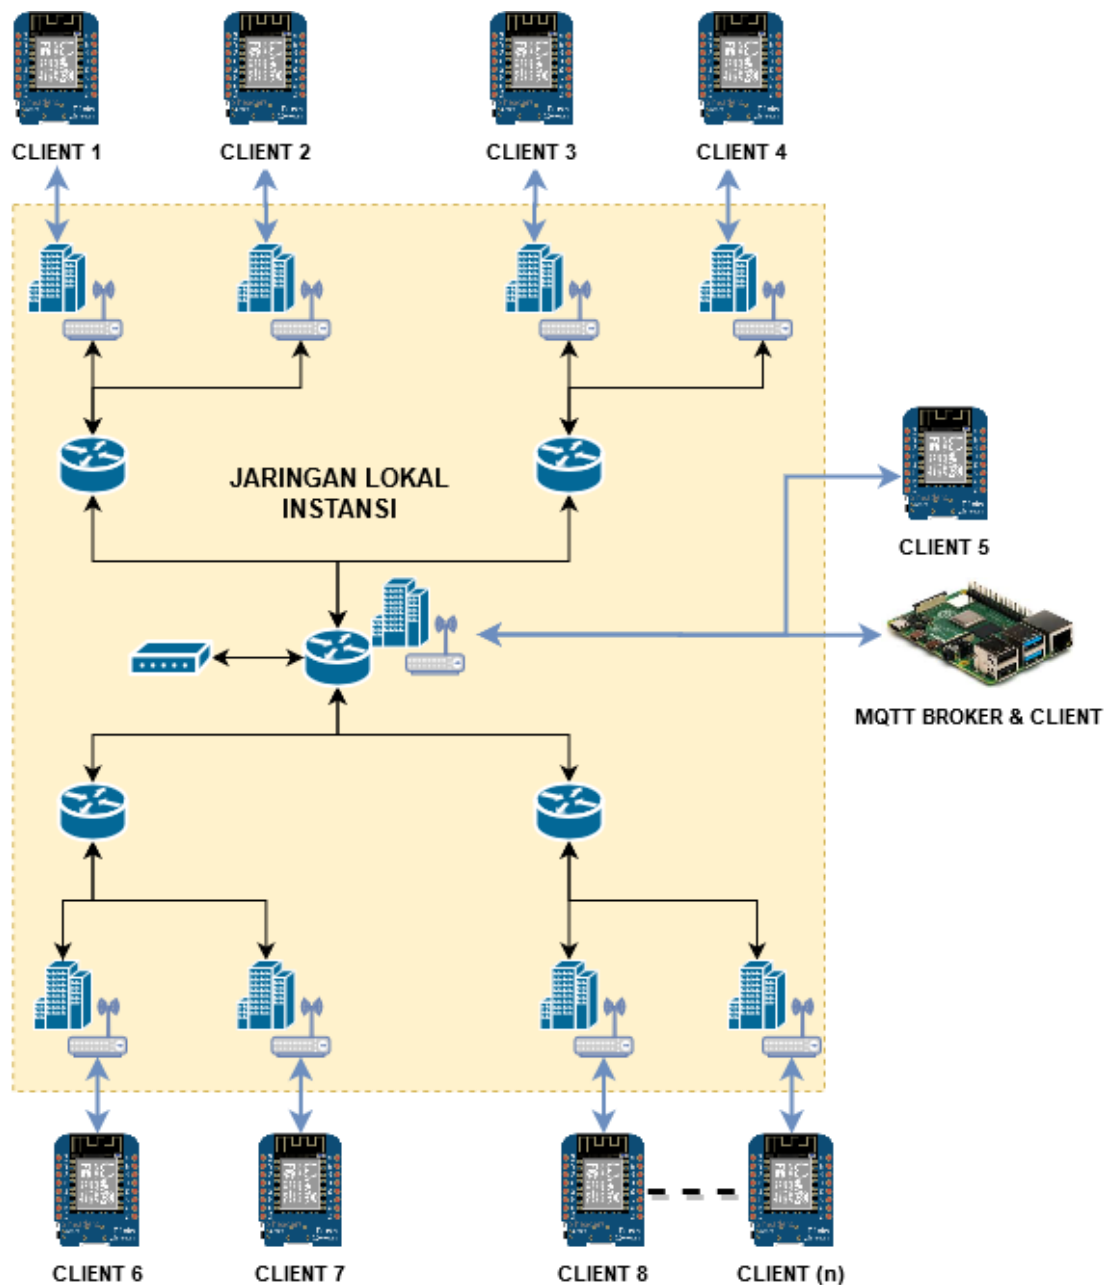 CLIENT 1
CLIENT 2
CLIENT 3
CLIENT 4
JARINGAN LOKAL
INSTANSI
CLIENT 5
MQTT BROKER & CLIENT
CLIENT 6
CLIENT 7
CLIENT 8
CLIENT (n)